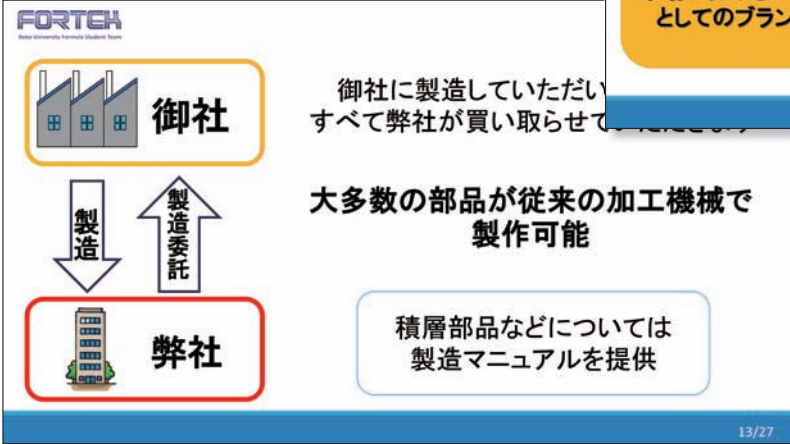 FORTEK
Kobe University Formula Student Team
としてのブラン
御社
御社に製造していただい
すべて弊社が買い取らせて
製造
製造委託
大多数の部品が従来の加工機械で
製作可能
弊社
積層部品などについては
製造マニュアルを提供
13/27